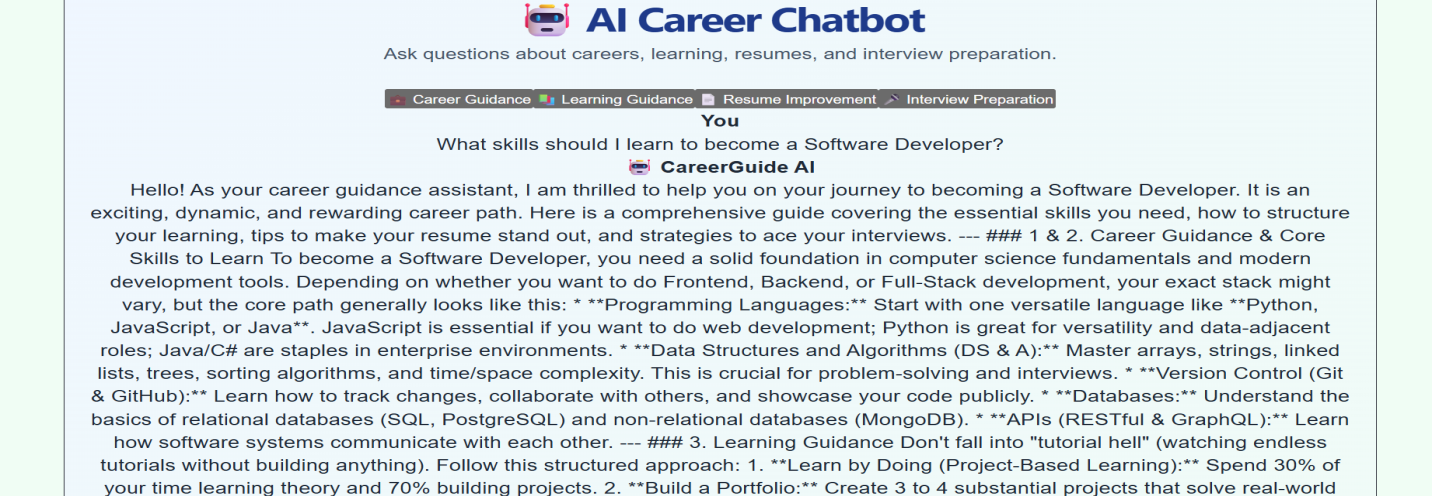 AI Career Chatbot
Ask questions about careers, learning, resumes, and interview preparation.
Career Guidance Learning Guidance Resume Improvement Interview Preparation
You
What skills should I learn to become a Software Developer?
CareerGuide AI
Hello! As your career guidance assistant, I am thrilled to help you on your journey to becoming a Software Developer. It is an
exciting, dynamic, and rewarding career path. Here is a comprehensive guide covering the essential skills you need, how to structure
your learning, tips to make your resume stand out, and strategies to ace your interviews. --- ### 1 & 2. Career Guidance & Core
Skills to Learn To become a Software Developer, you need a solid foundation in computer science fundamentals and modern
development tools. Depending on whether you want to do Frontend, Backend, or Full-Stack development, your exact stack might
vary, but the core path generally looks like this: * **Programming Languages:** Start with one versatile language like **Python,
JavaScript, or Java**. JavaScript is essential if you want to do web development; Python is great for versatility and data-adjacent
roles; Java/C# are staples in enterprise environments. * **Data Structures and Algorithms (DS & A):** Master arrays, strings, linked
lists, trees, sorting algorithms, and time/space complexity. This is crucial for problem-solving and interviews. * **Version Control (Git
& GitHub):** Learn how to track changes, collaborate with others, and showcase your code publicly. * **Databases:** Understand the
basics of relational databases (SQL, PostgreSQL) and non-relational databases (MongoDB). * **APIs (RESTful & GraphQL):** Learn
how software systems communicate with each other. --- ### 3. Learning Guidance Don't fall into "tutorial hell" (watching endless
tutorials without building anything). Follow this structured approach: 1. **Learn by Doing (Project-Based Learning):** Spend 30% of
your time learning theory and 70% building projects. 2. **Build a Portfolio:** Create 3 to 4 substantial projects that solve real-world